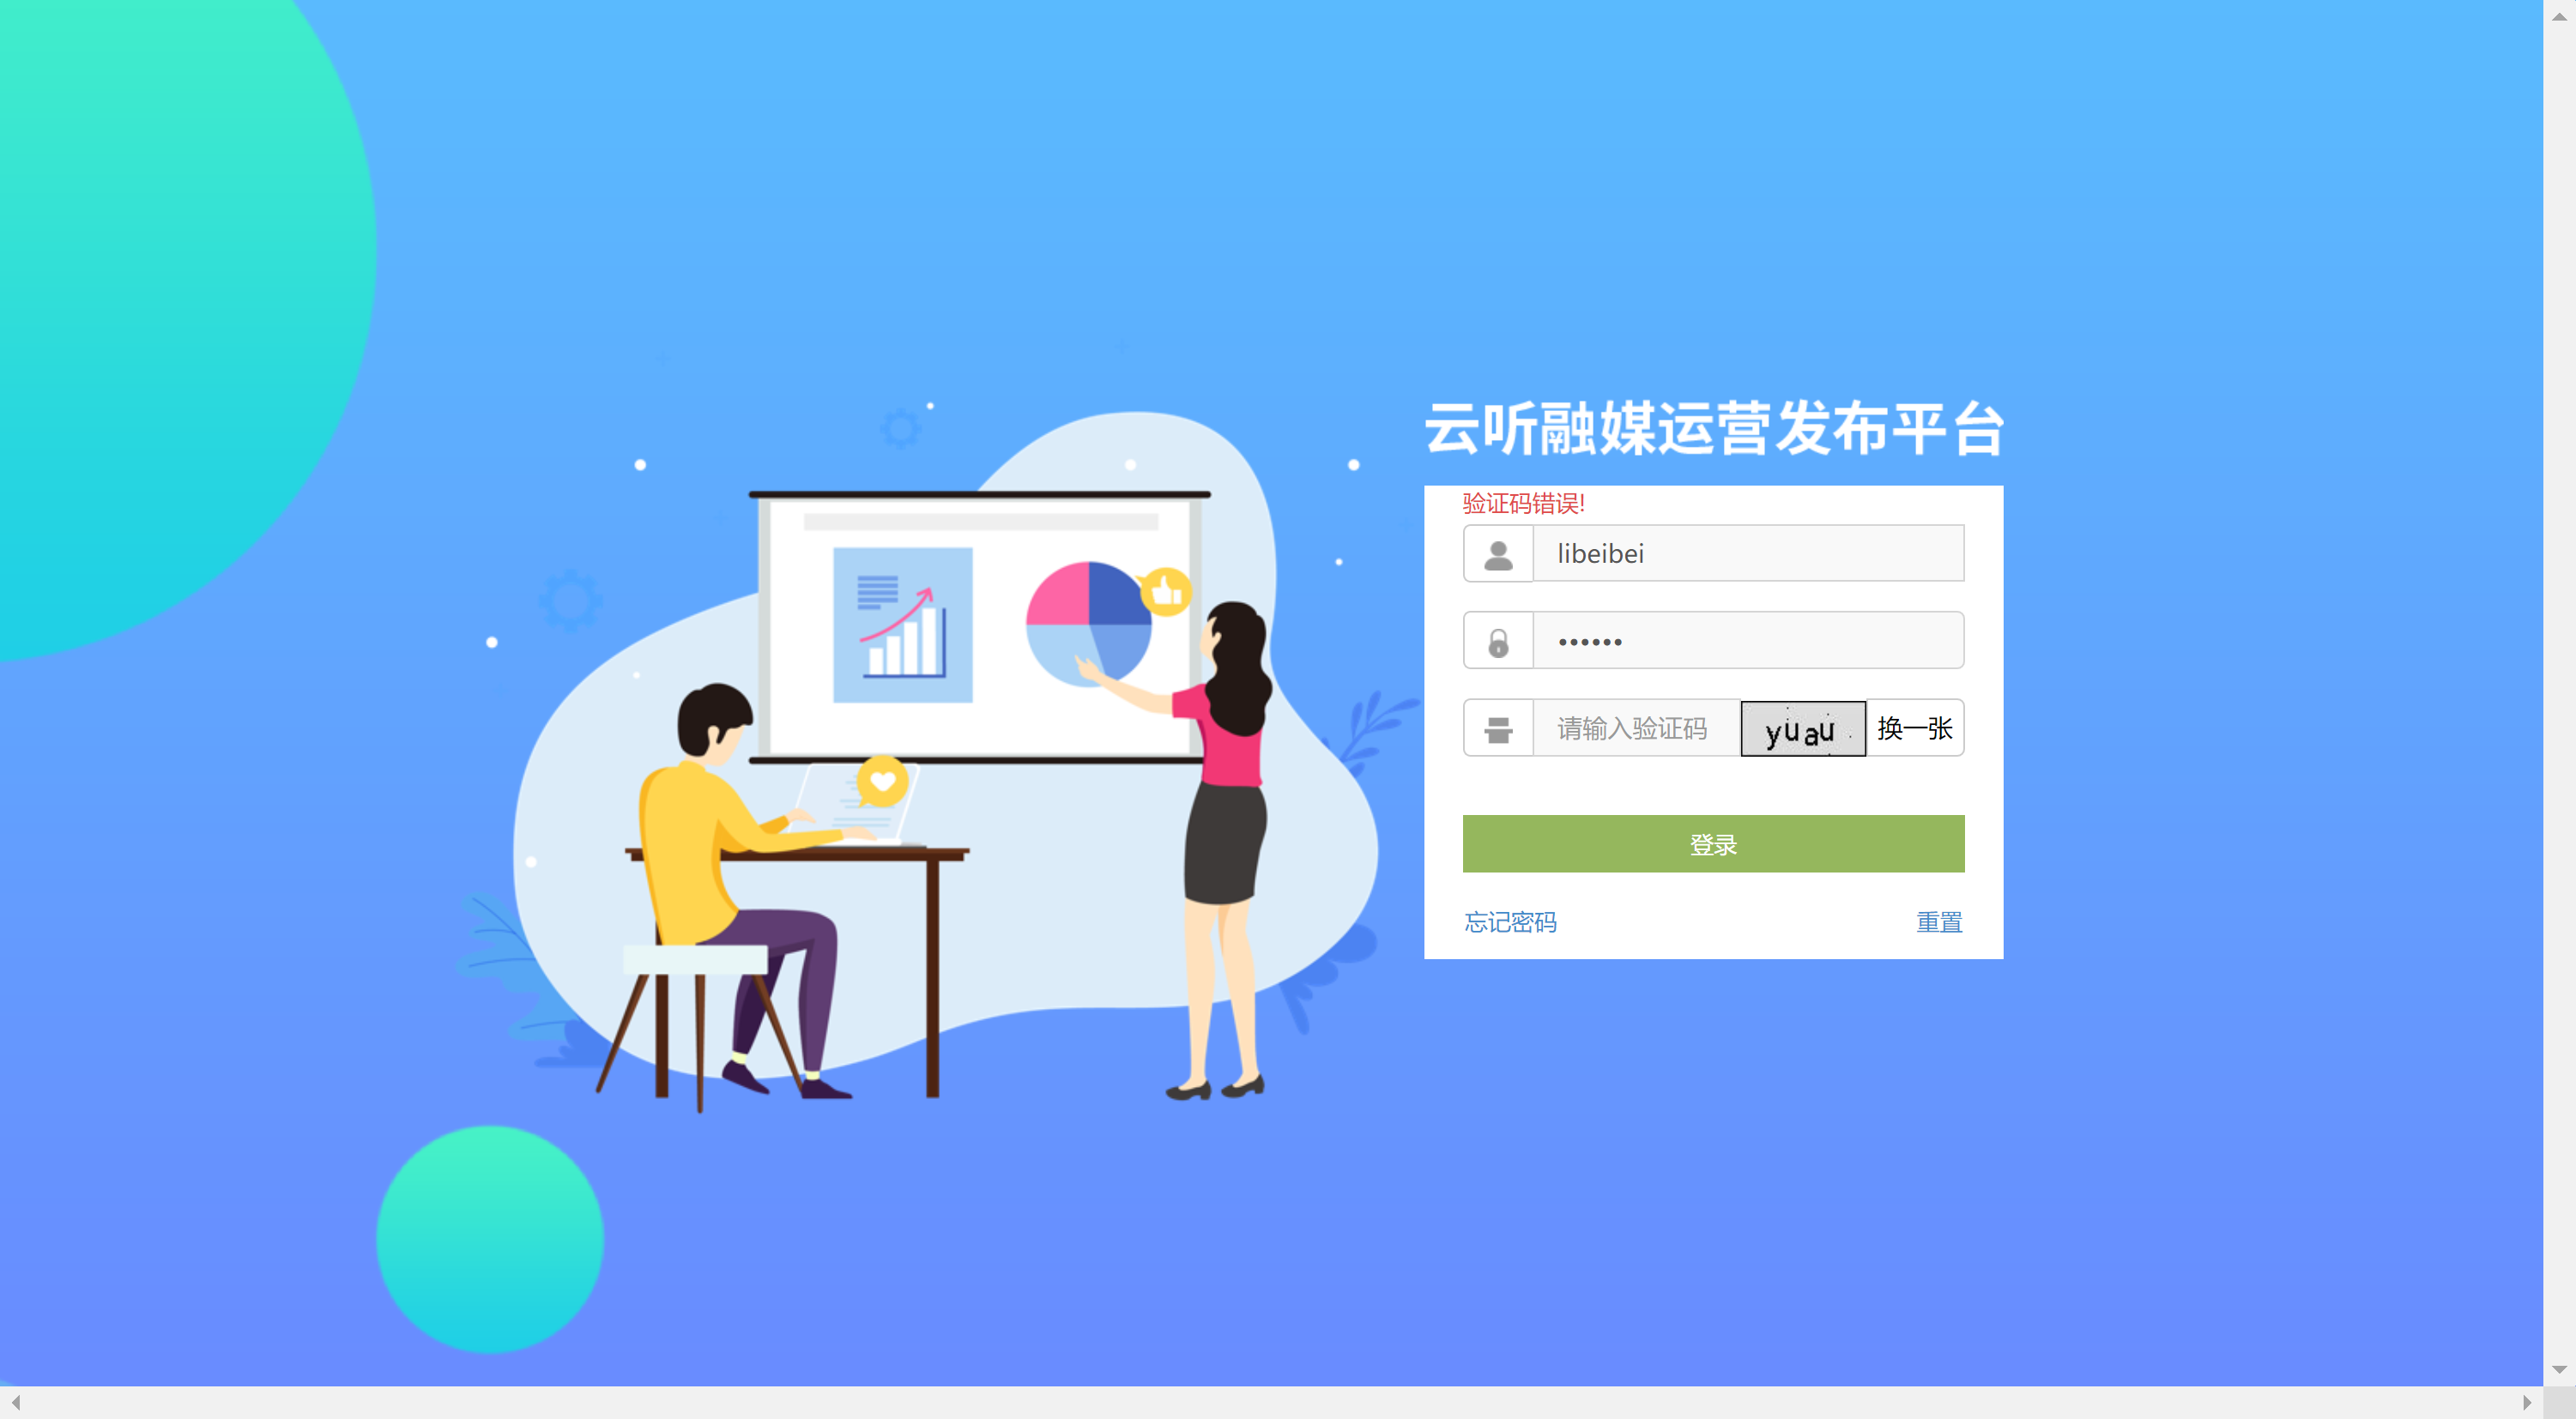 云听融媒运营发布平台
验证码错误!
libeibei
••••••
请输入验证码 yuau 换一张
登录
忘记密码 重置